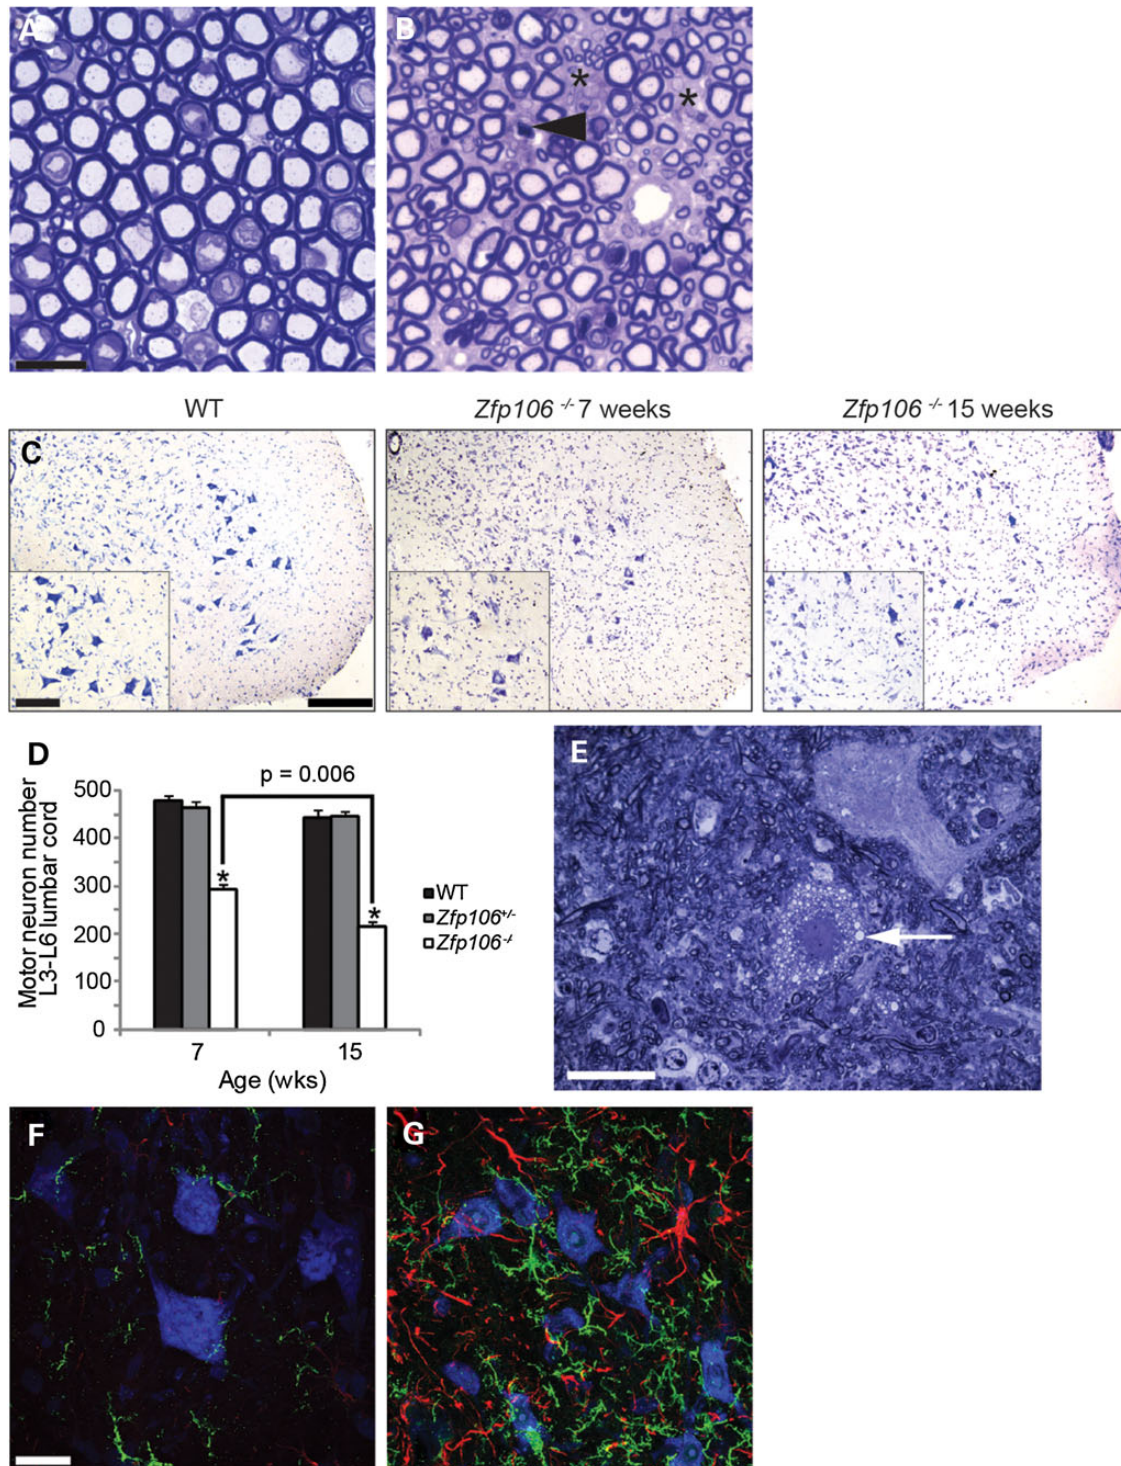 A
B
*
*
WT
Zfp106 -/- 7 weeks
Zfp106 -/- 15 weeks
C
D
p = 0.006
500
400
300
200
100
0
*
*
Motor neuron number
L3-L6 lumbar cord
7
15
Age (wks)
WT
Zfp106+/-
Zfp106-/-
E
F
G